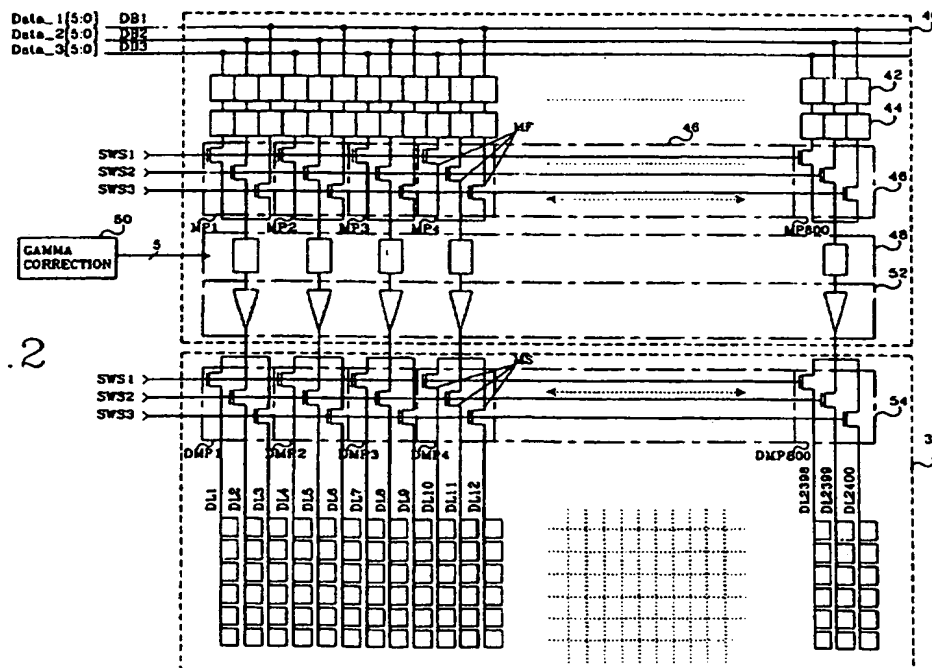 Data_1{5:0} DB1
Data_2{5:0} DB2
Data_3{5:0} DB3
42
44
MF
46
SWS1
SWS2
SWS3
46
MP1 MP2 MP3 MP4 MP800
50
GAMMA
CORRECTION
5
48
52
.2
MS
SWS1
SWS2
SWS3
54
DMP1 DMP2 DMP3 DMP4 DMP800
3
DL1 DL2 DL3 DL4 DL5 DL6 DL7 DL8 DL9 DL10 DL11 DL12 DL2398 DL2399 DL2400